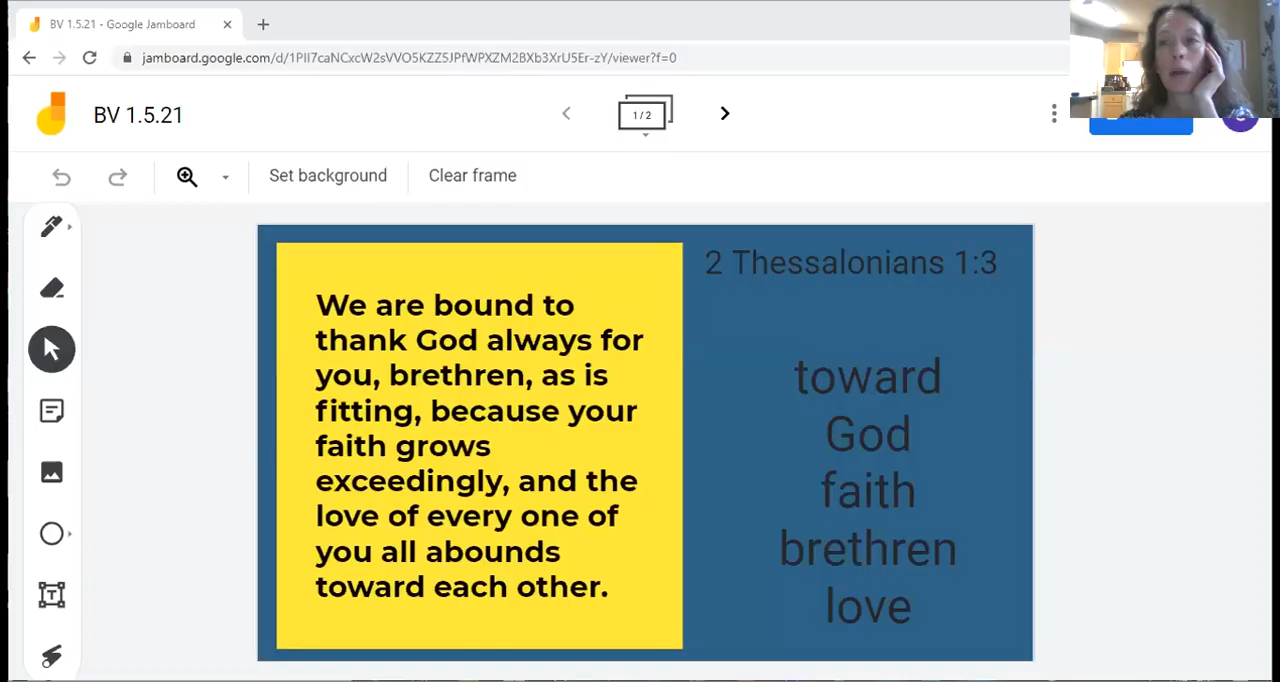 BV 1.5.21 - Google Jamboard
jamboard.google.com/d/1PII7caNCxcW2sVVO5KZZ5JPfWPXZM2BXb3XrU5Er-zY/viewer?f=0
BV 1.5.21
1 / 2
Set background
Clear frame
We are bound to
thank God always for
you, brethren, as is
fitting, because your
faith grows
exceedingly, and the
love of every one of
you all abounds
toward each other.
2 Thessalonians 1:3
toward
God
faith
brethren
love